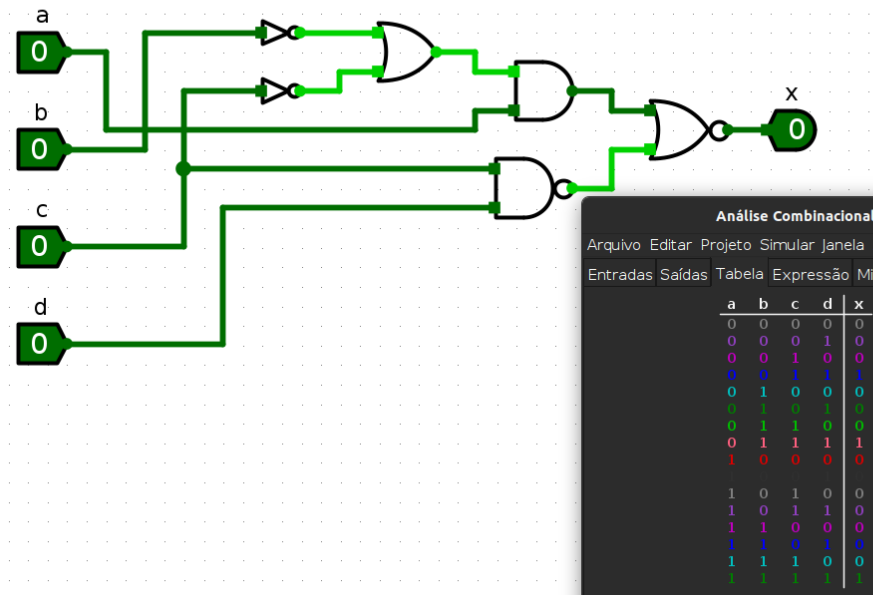 a
0
b
0
c
0
d
0
x
0
Análise Combinacional
Arquivo Editar Projeto Simular Janela
Entradas Saídas Tabela Expressão Mi
a b c d x
0 0 0 0 0
0 0 0 1 0
0 0 1 0 0
0 0 1 1 1
0 1 0 0 0
0 1 0 1 0
0 1 1 0 0
0 1 1 1 1
1 0 0 0 0
1 0 1 0 0
1 0 1 1 0
1 1 0 0 0
1 1 0 1 0
1 1 1 0 0
1 1 1 1 1